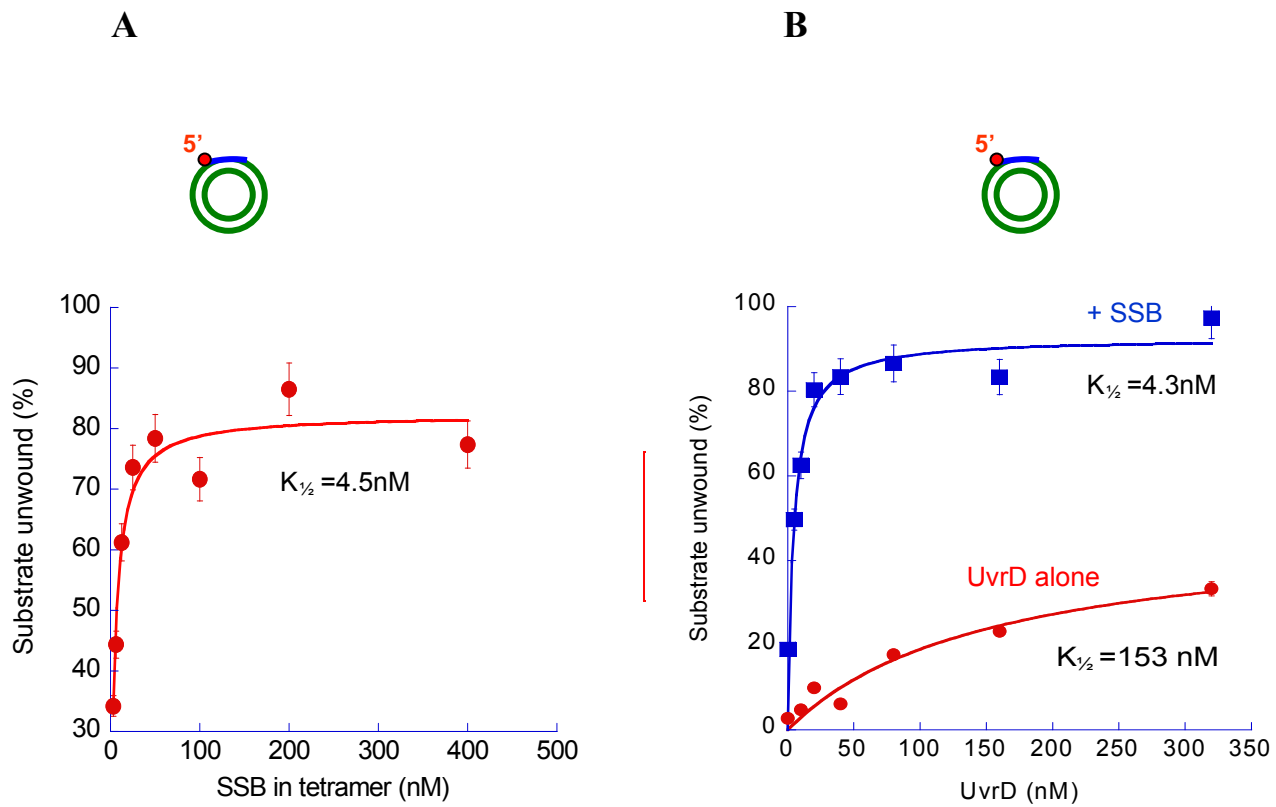 A
5'
100
90
80
70
60
50
40
30
Substrate unwound (%)
K½ =4.5nM
0
100
200
300
400
500
SSB in tetramer (nM)
B
5'
100
80
60
40
20
0
Substrate unwound (%)
+ SSB
K½ =4.3nM
UvrD alone
K½ =153 nM
0
50
100
150
200
250
300
350
UvrD (nM)